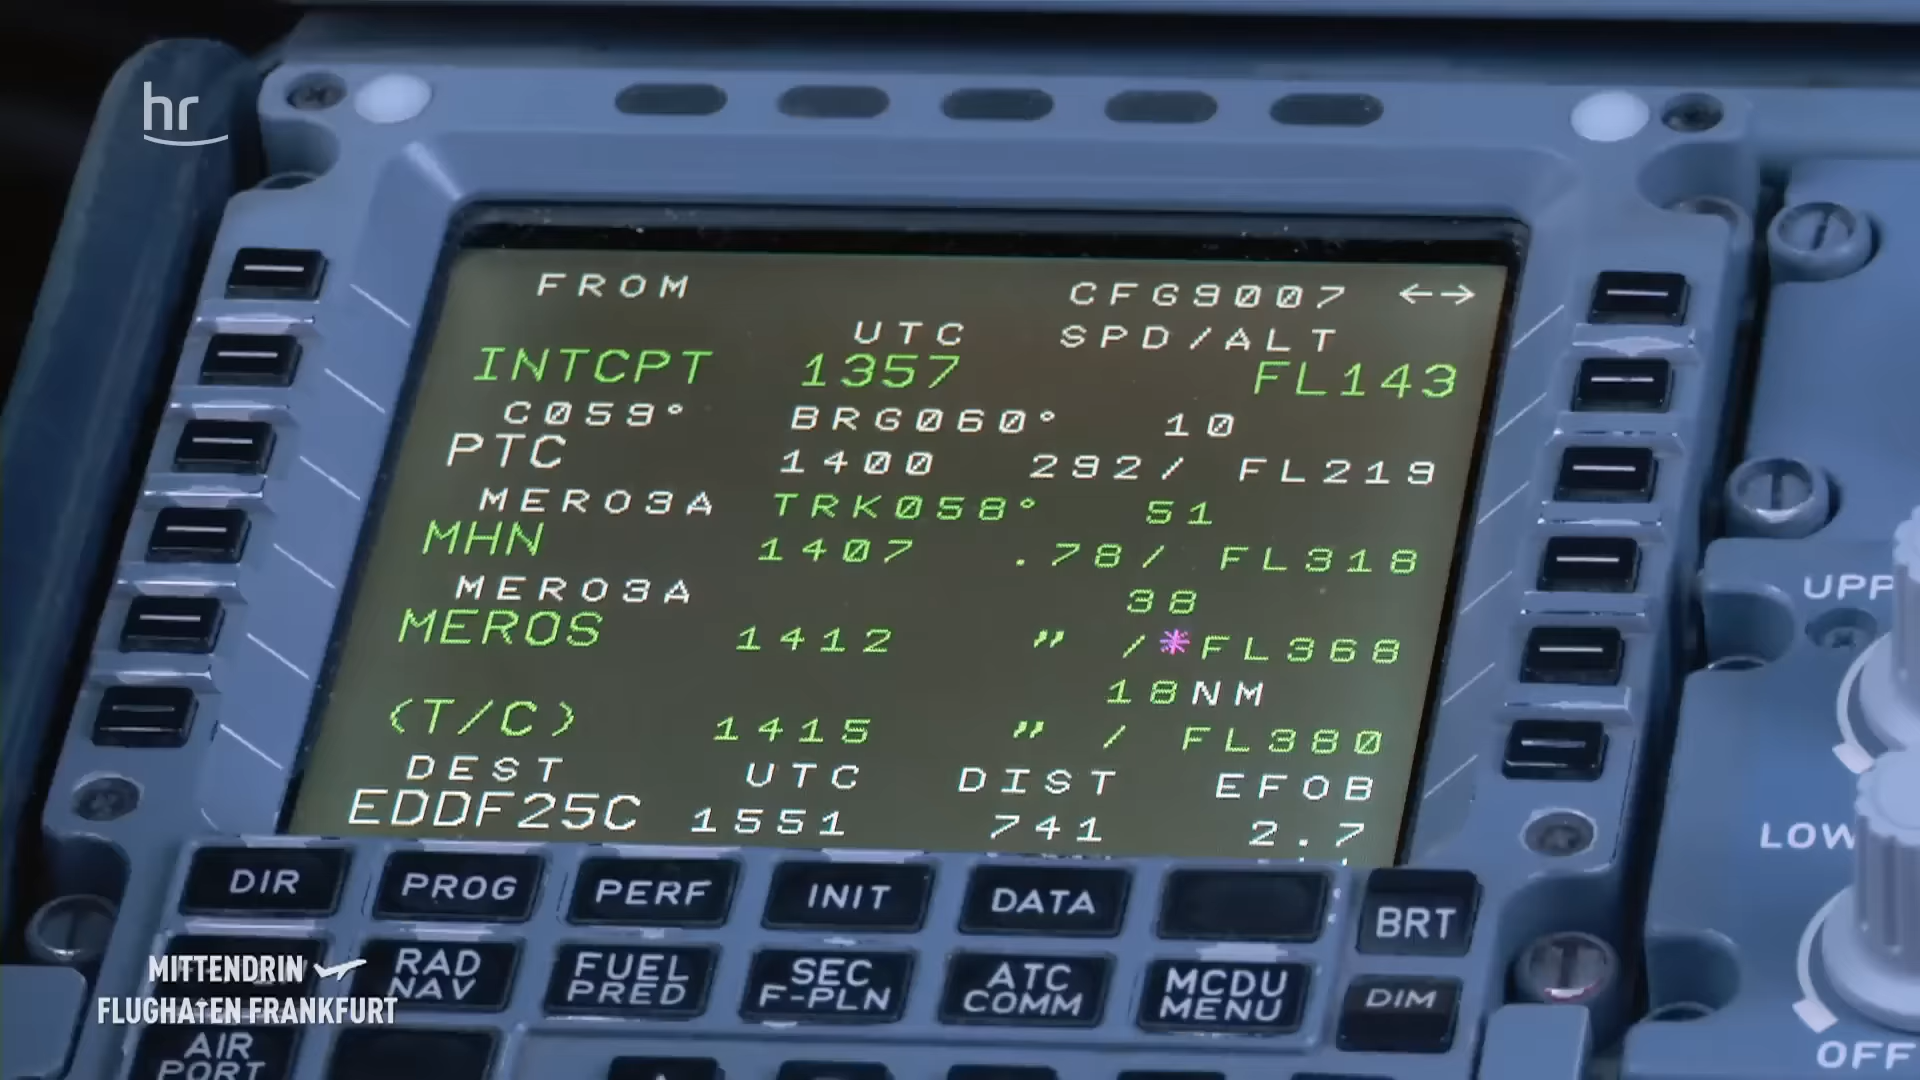 hr
FROM CFG9007 ←→
UTC SPD/ALT
INTCPT 1357 FL143
C059° BRG060° 10
PTC 1400 292/ FL219
MERO3A TRK058° 51
MHN 1407 .78/ FL318
MERO3A 38
MEROS 1412 " /*FL368
18NM
(T/C) 1415 " / FL380
DEST UTC DIST EFOB
EDDF25C 1551 741 2.7
DIR PROG PERF INIT DATA BRT
RAD NAV FUEL PRED SEC F-PLN ATC COMM MCDU MENU DIM
AIR PORT
UPP
LOW
OFF
MITTENDRIN
FLUGHAFEN FRANKFURT